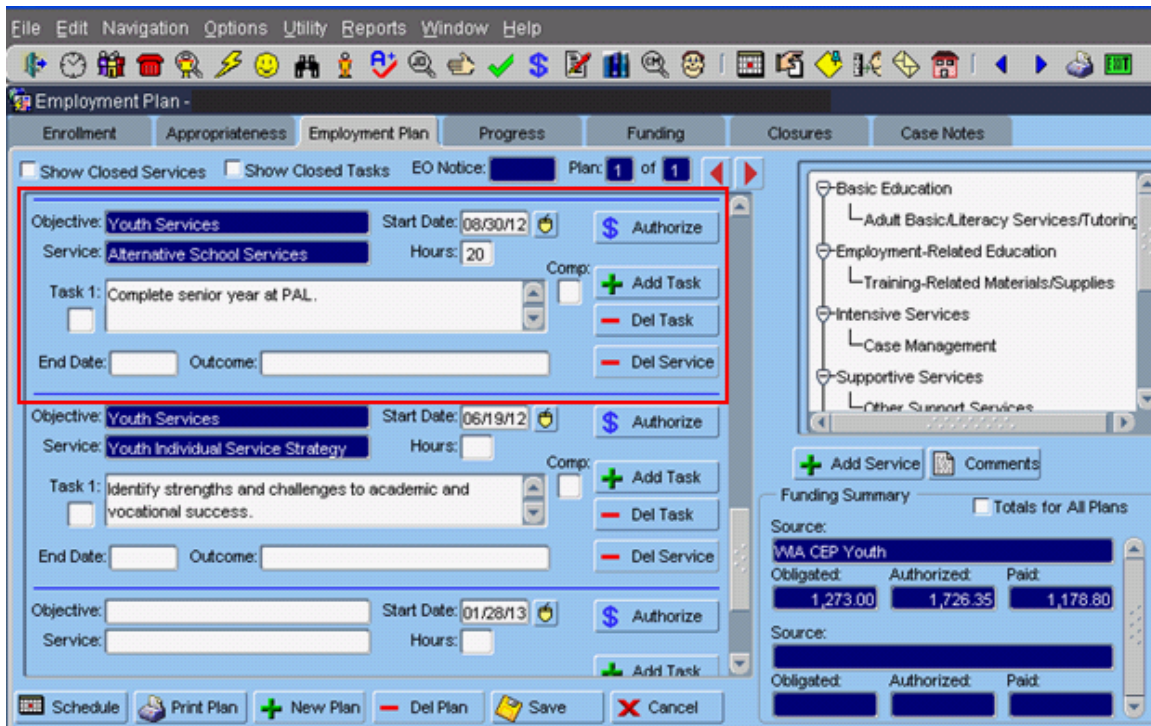 File Edit Navigation Options Utility Reports Window Help
EXIT
Employment Plan -
Enrollment Appropriateness Employment Plan Progress Funding Closures Case Notes
Show Closed Services Show Closed Tasks EO Notice: Plan: 1 of 1
Objective: Youth Services Start Date: 08/30/12 $ Authorize
Service: Alternative School Services Hours: 20
Comp:
Task 1: Complete senior year at PAL. Add Task
Del Task
End Date: Outcome: Del Service
Objective: Youth Services Start Date: 06/19/12 $ Authorize
Service: Youth Individual Service Strategy Hours:
Comp:
Task 1: Identify strengths and challenges to academic and Add Task
vocational success. Del Task
End Date: Outcome: Del Service
Objective: Start Date: 01/28/13 $ Authorize
Service: Hours:
Add Task
Schedule Print Plan New Plan Del Plan Save Cancel
Basic Education
Adult Basic/Literacy Services/Tutoring
Employment-Related Education
Training-Related Materials/Supplies
Intensive Services
Case Management
Supportive Services
Other Support Services
Add Service Comments
Funding Summary Totals for All Plans
Source:
WIA CEP Youth
Obligated: Authorized: Paid:
1,273.00 1,726.35 1,178.80
Source:
Obligated: Authorized: Paid: